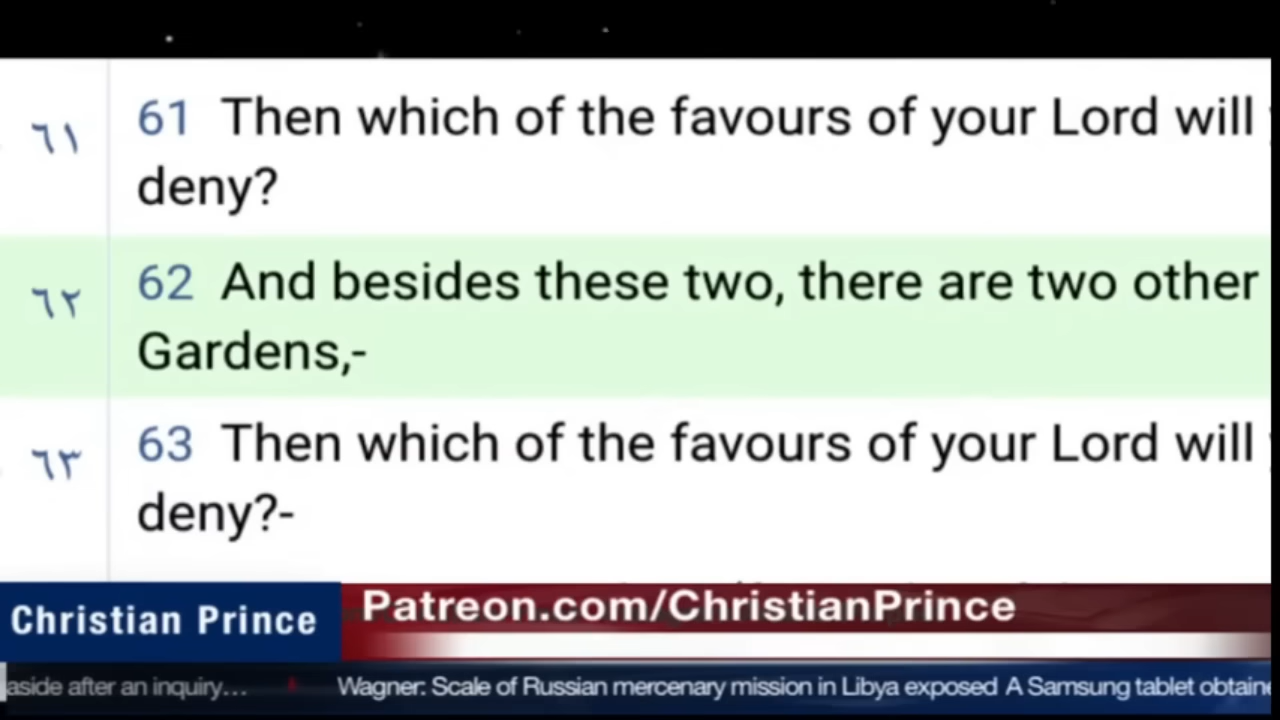 ٦١ 61 Then which of the favours of your Lord will
deny?
٦٢ 62 And besides these two, there are two other
Gardens,-
٦٣ 63 Then which of the favours of your Lord will
deny?-
Christian Prince Patreon.com/ChristianPrince
aside after an inquiry... Wagner: Scale of Russian mercenary mission in Libya exposed A Samsung tablet obtaine